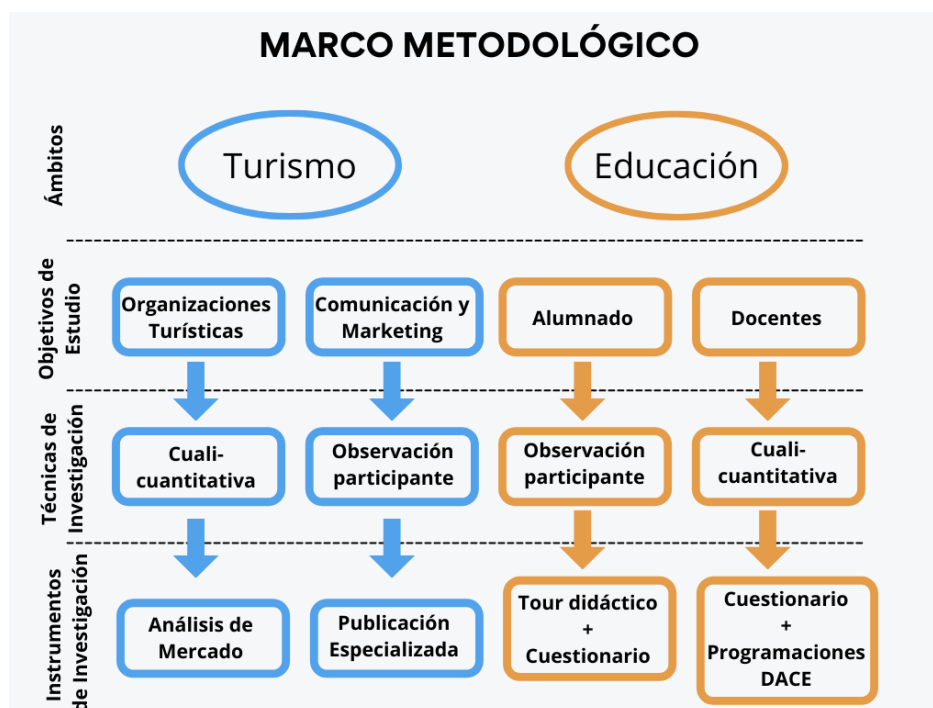 MARCO METODOLÓGICO
Ámbitos
Turismo
Educación
Objetivos de
Estudio
Organizaciones
Turísticas
Comunicación y
Marketing
Alumnado
Docentes
Técnicas de
Investigación
Cuali-
cuantitativa
Observación
participante
Observación
participante
Cuali-
cuantitativa
Instrumentos
de Investigación
Análisis de
Mercado
Publicación
Especializada
Tour didáctico
+
Cuestionario
Cuestionario
+
Programaciones
DACE